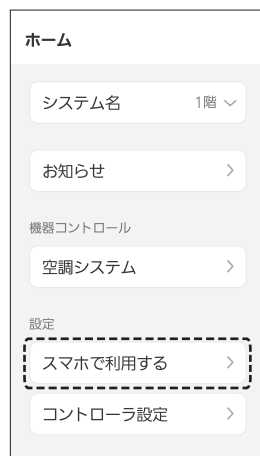 ホーム
システム名 1階
お知らせ
機器コントロール
空調システム
設定
スマホで利用する
コントローラ設定